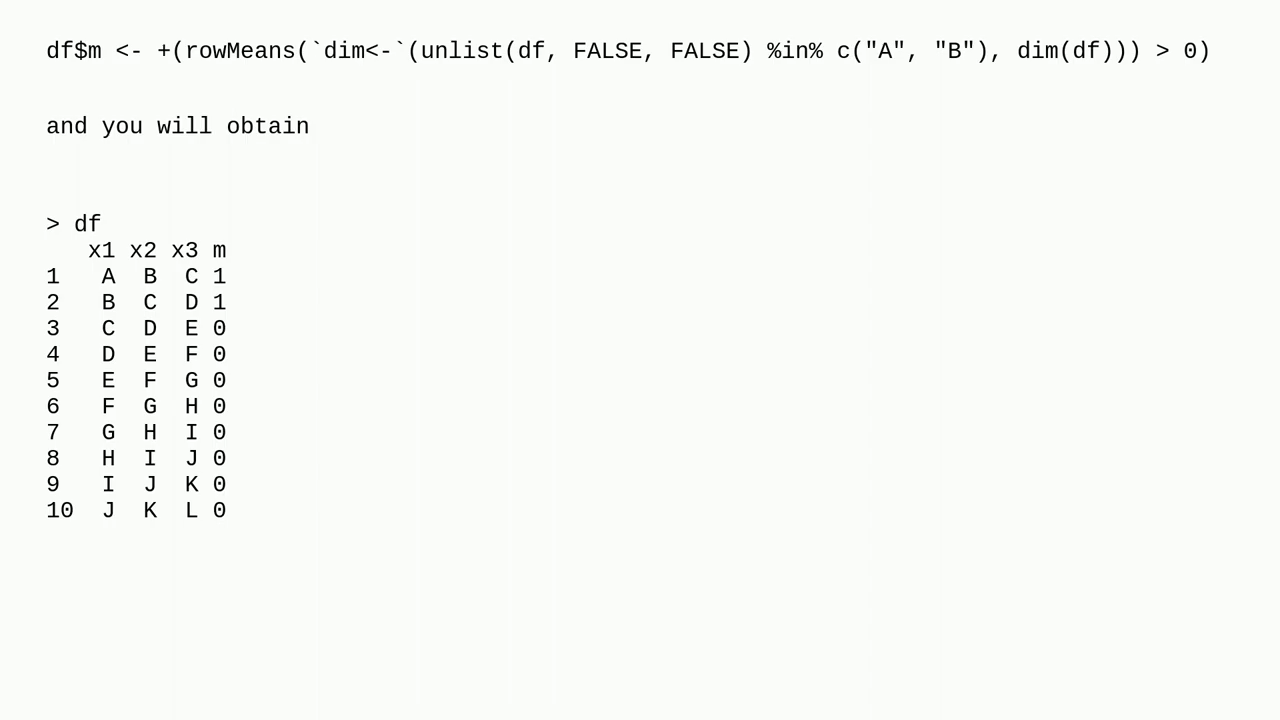 df$m <- +(rowMeans(`dim<-`(unlist(df, FALSE, FALSE) %in% c("A", "B"), dim(df))) > 0)
and you will obtain
> df
   x1 x2 x3 m
1   A  B  C 1
2   B  C  D 1
3   C  D  E 0
4   D  E  F 0
5   E  F  G 0
6   F  G  H 0
7   G  H  I 0
8   H  I  J 0
9   I  J  K 0
10  J  K  L 0